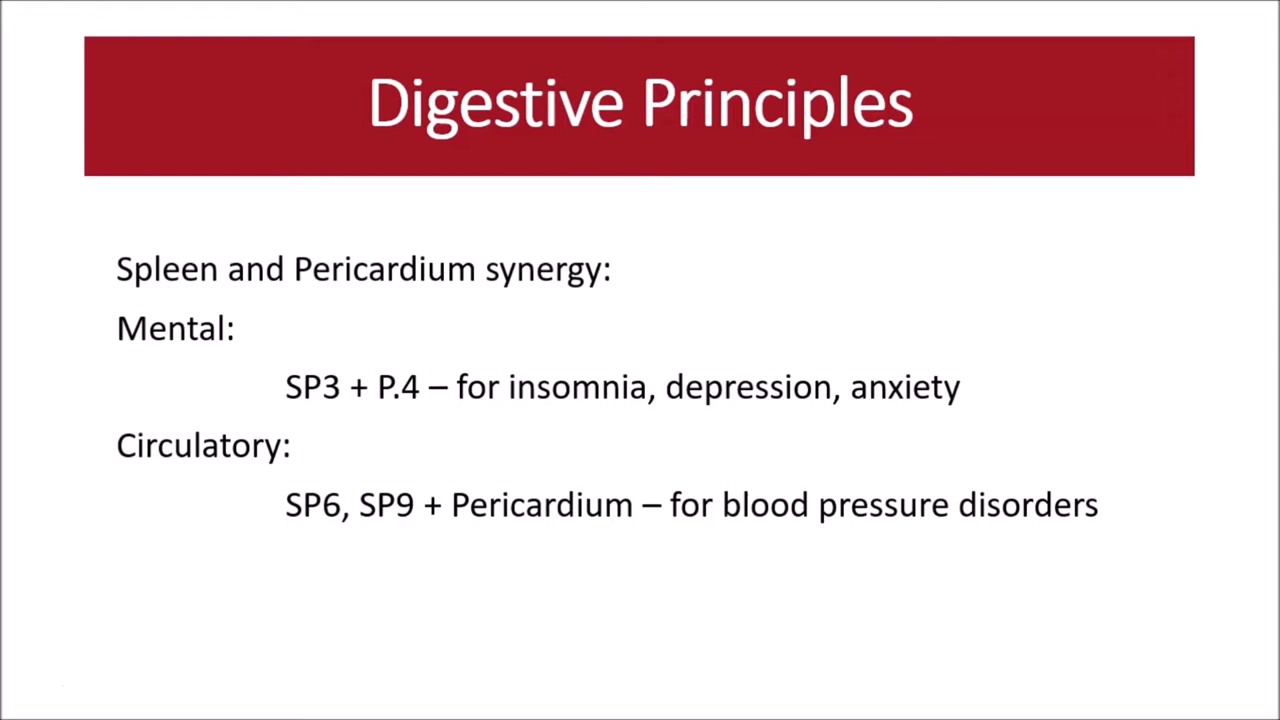 Digestive Principles
Spleen and Pericardium synergy:
Mental:
SP3 + P.4 – for insomnia, depression, anxiety
Circulatory:
SP6, SP9 + Pericardium – for blood pressure disorders